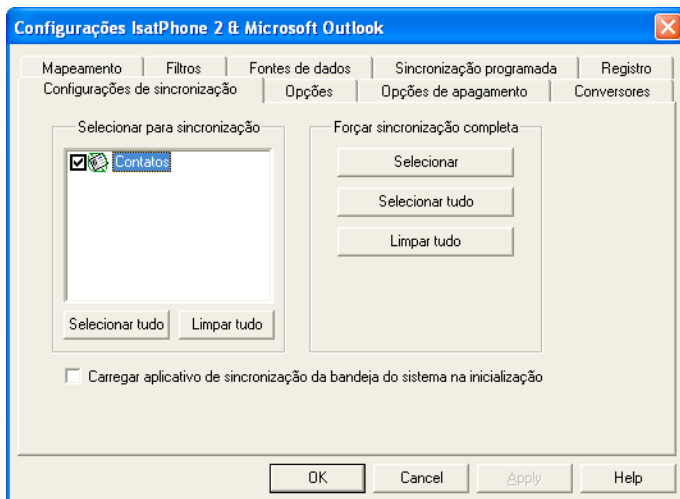 Configurações IsatPhone 2 & Microsoft Outlook
Mapeamento
Filtros
Fontes de dados
Sincronização programada
Registro
Configurações de sincronização
Opções
Opções de apagamento
Conversores
Selecionar para sincronização
Contatos
Selecionar tudo
Limpar tudo
Forçar sincronização completa
Selecionar
Selecionar tudo
Limpar tudo
Carregar aplicativo de sincronização da bandeja do sistema na inicialização
OK
Cancel
Apply
Help